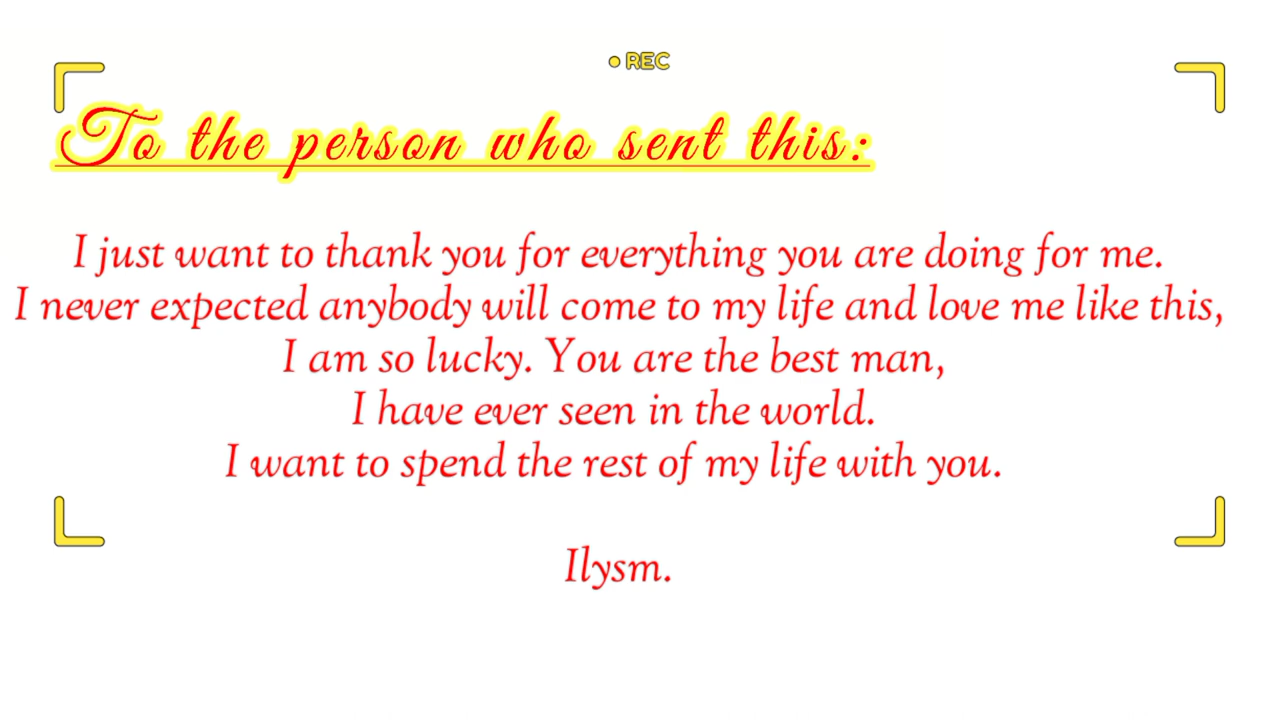 • REC
To the person who sent this:
I just want to thank you for everything you are doing for me.
I never expected anybody will come to my life and love me like this,
I am so lucky. You are the best man,
I have ever seen in the world.
I want to spend the rest of my life with you.
Ilysm.